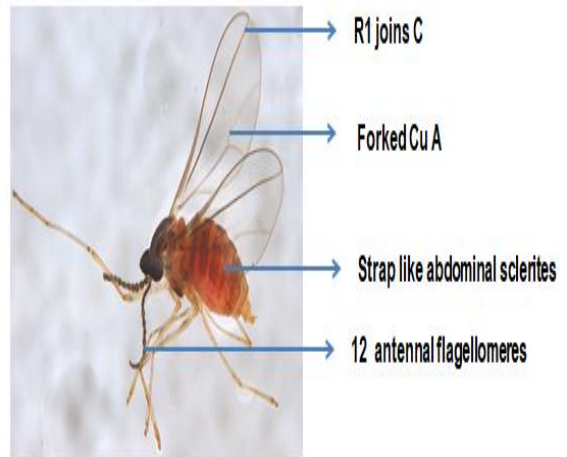 R1 joins C
Forked Cu A
Strap like abdominal sclerites
12 antennal flagellomeres